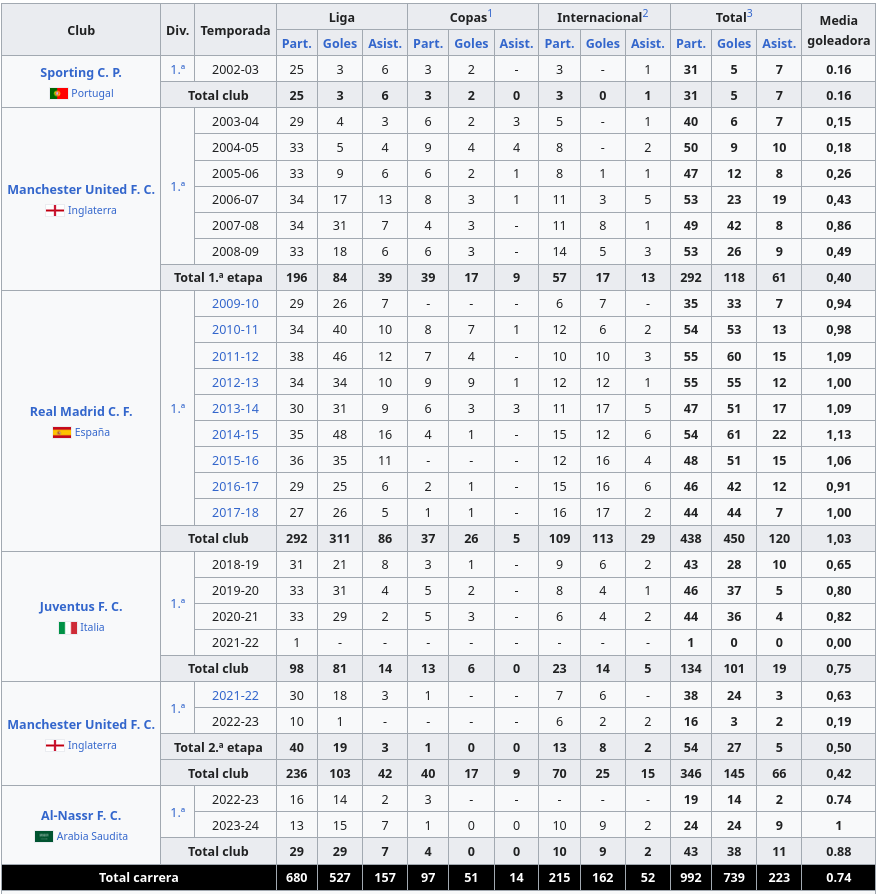 Club Div. Temporada Liga Copas1 Internacional2 Total3 Media goleadora
Part. Goles Asist. Part. Goles Asist. Part. Goles Asist. Part. Goles Asist.
Sporting C. P.
Portugal
1.ª 2002-03 25 3 6 3 2 - 3 - 1 31 5 7 0.16
Total club 25 3 6 3 2 0 3 0 1 31 5 7 0.16
Manchester United F. C.
Inglaterra
1.ª
2003-04 29 4 3 6 2 3 5 - 1 40 6 7 0,15
2004-05 33 5 4 9 4 4 8 - 2 50 9 10 0,18
2005-06 33 9 6 6 2 1 8 1 1 47 12 8 0,26
2006-07 34 17 13 8 3 1 11 3 5 53 23 19 0,43
2007-08 34 31 7 4 3 - 11 8 1 49 42 8 0,86
2008-09 33 18 6 6 3 - 14 5 3 53 26 9 0,49
Total 1.ª etapa 196 84 39 39 17 9 57 17 13 292 118 61 0,40
Real Madrid C. F.
España
1.ª
2009-10 29 26 7 - - - 6 7 - 35 33 7 0,94
2010-11 34 40 10 8 7 1 12 6 2 54 53 13 0,98
2011-12 38 46 12 7 4 - 10 10 3 55 60 15 1,09
2012-13 34 34 10 9 9 1 12 12 1 55 55 12 1,00
2013-14 30 31 9 6 3 3 11 17 5 47 51 17 1,09
2014-15 35 48 16 4 1 - 15 12 6 54 61 22 1,13
2015-16 36 35 11 - - - 12 16 4 48 51 15 1,06
2016-17 29 25 6 2 1 - 15 16 6 46 42 12 0,91
2017-18 27 26 5 1 1 - 16 17 2 44 44 7 1,00
Total club 292 311 86 37 26 5 109 113 29 438 450 120 1,03
Juventus F. C.
Italia
1.ª
2018-19 31 21 8 3 1 - 9 6 2 43 28 10 0,65
2019-20 33 31 4 5 2 - 8 4 1 46 37 5 0,80
2020-21 33 29 2 5 3 - 6 4 2 44 36 4 0,82
2021-22 1 - - - - - - - - 1 0 0 0,00
Total club 98 81 14 13 6 0 23 14 5 134 101 19 0,75
Manchester United F. C.
Inglaterra
1.ª
2021-22 30 18 3 1 - - 7 6 - 38 24 3 0,63
2022-23 10 1 - - - - 6 2 2 16 3 2 0,19
Total 2.ª etapa 40 19 3 1 0 0 13 8 2 54 27 5 0,50
Total club 236 103 42 40 17 9 70 25 15 346 145 66 0,42
Al-Nassr F. C.
Arabia Saudita
1.ª
2022-23 16 14 2 3 - - - - - 19 14 2 0.74
2023-24 13 15 7 1 0 0 10 9 2 24 24 9 1
Total club 29 29 7 4 0 0 10 9 2 43 38 11 0.88
Total carrera 680 527 157 97 51 14 215 162 52 992 739 223 0.74